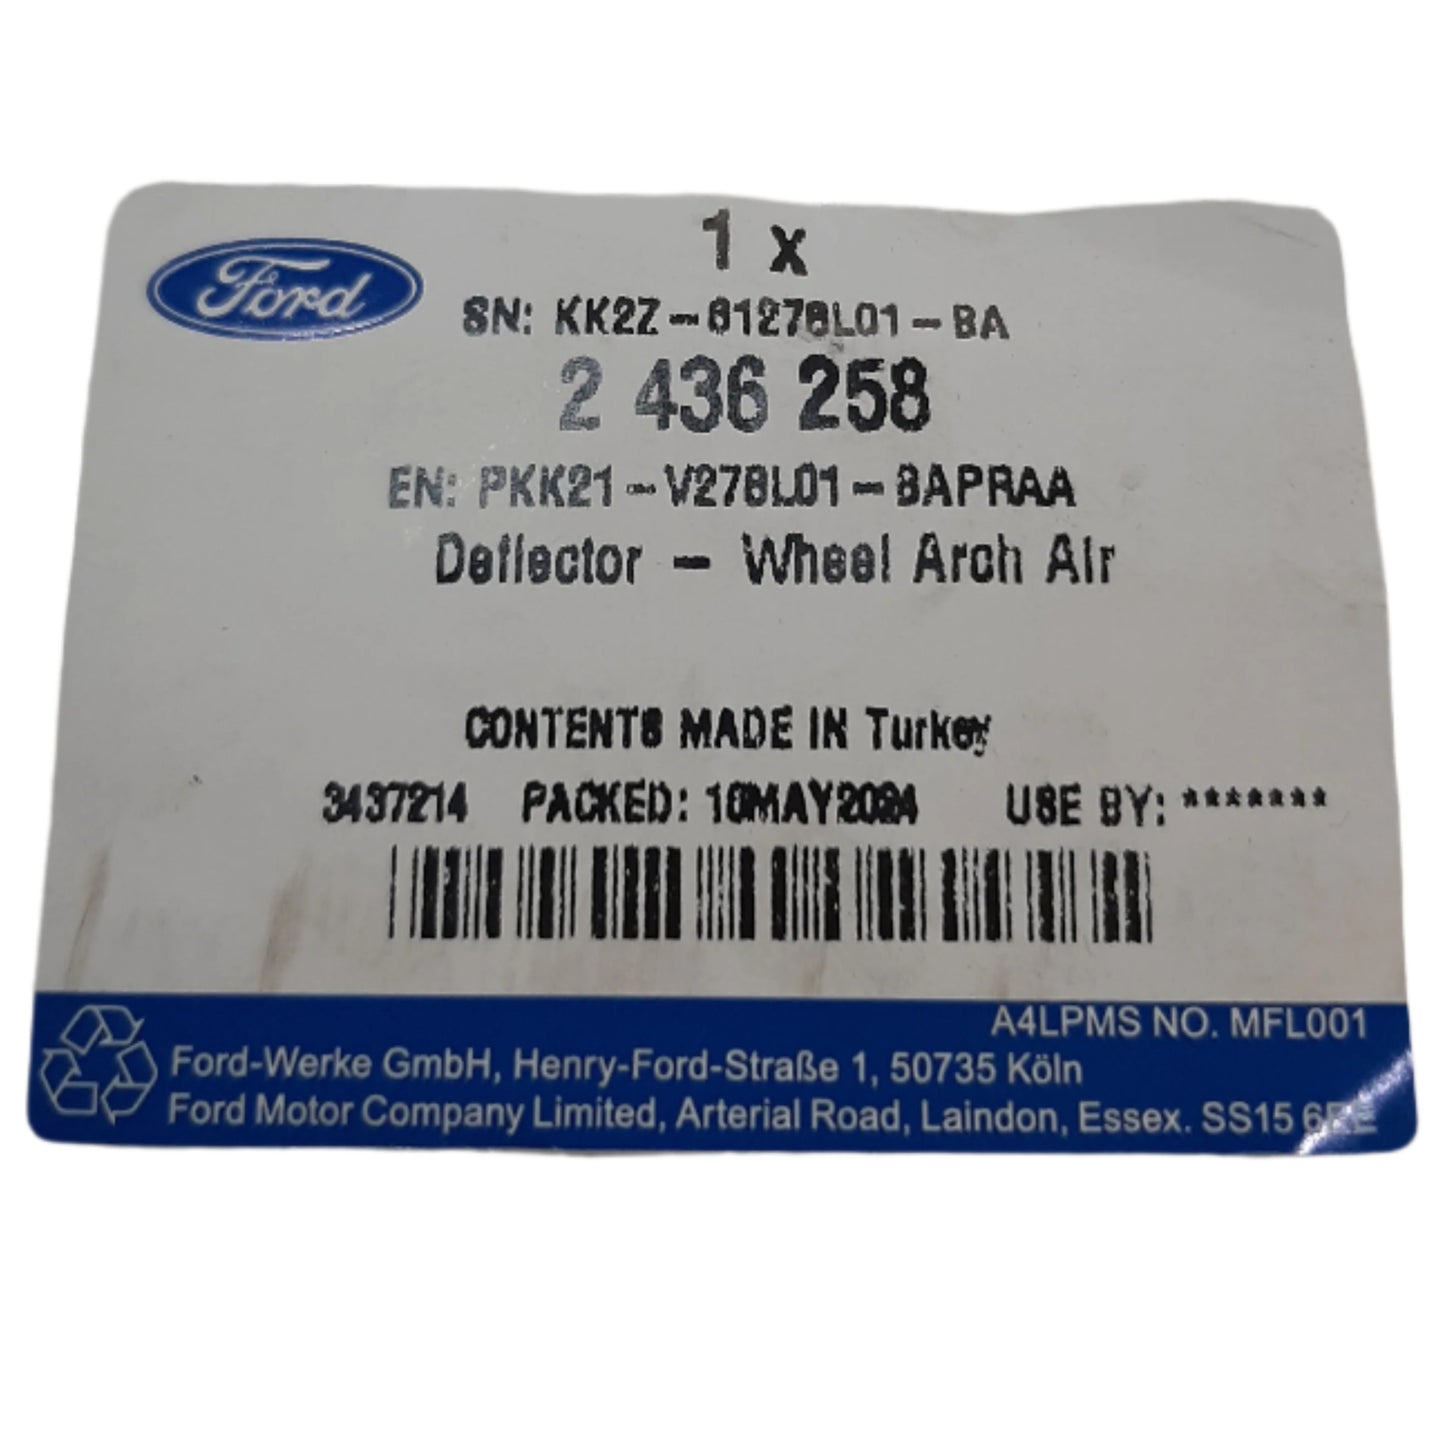 Ford
1 x
SN: KK2Z-61278L01-BA
2 436 258
EN: PKK21-V278L01-BAPRAA
Deflector - Wheel Arch Air
CONTENTS MADE IN Turkey
3437214 PACKED: 16MAY2024 USE BY: *******
A4LPMS NO. MFL001
Ford-Werke GmbH, Henry-Ford-Straße 1, 50735 Köln
Ford Motor Company Limited, Arterial Road, Laindon, Essex. SS15